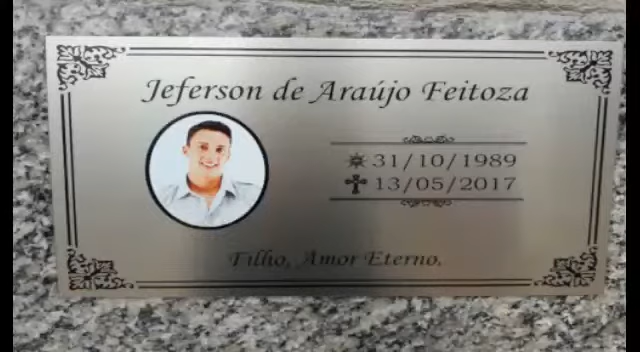 Jeferson de Araújo Feitoza
31/10/1989
13/05/2017
Filho, Amor Eterno.